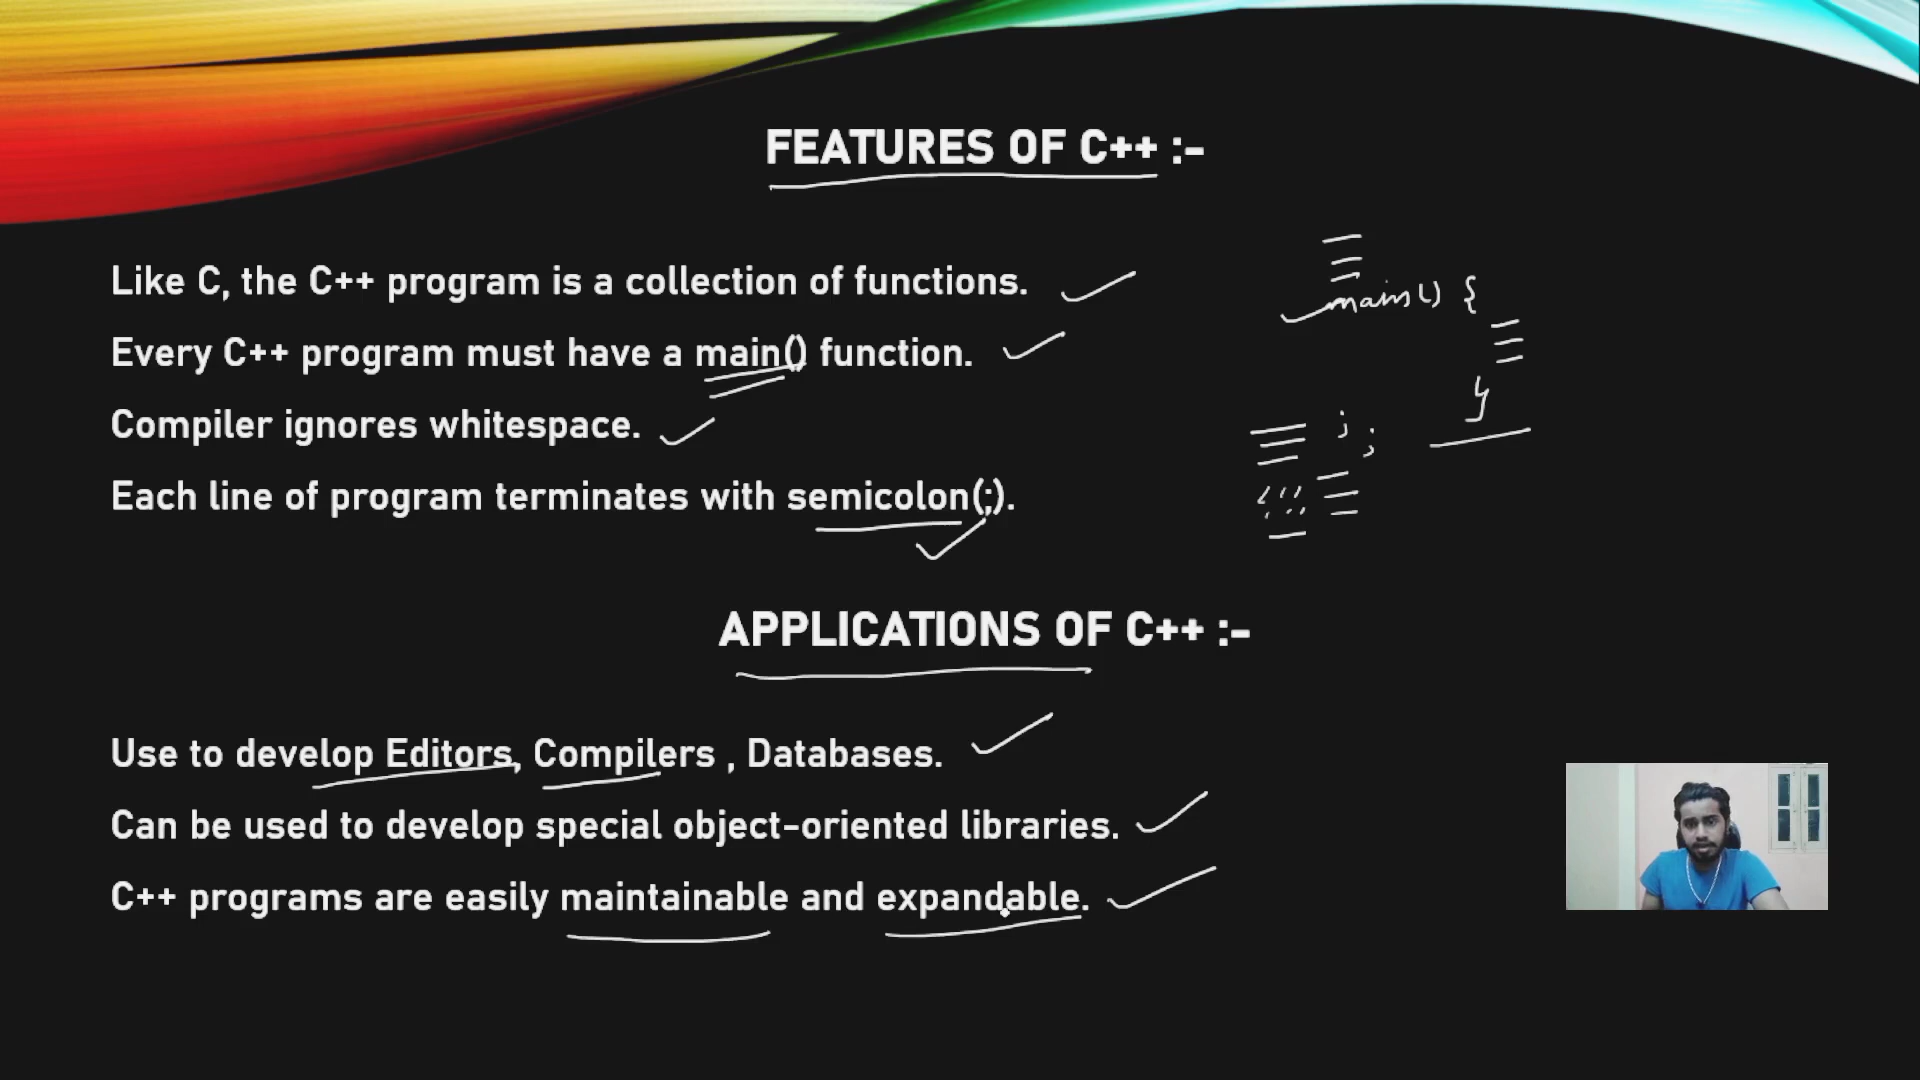 FEATURES OF C++ :-
Like C, the C++ program is a collection of functions.
main() {
Every C++ program must have a main() function.
}
Compiler ignores whitespace.
; ;
Each line of program terminates with semicolon(;).
APPLICATIONS OF C++ :-
Use to develop Editors, Compilers , Databases.
Can be used to develop special object-oriented libraries.
C++ programs are easily maintainable and expandable.